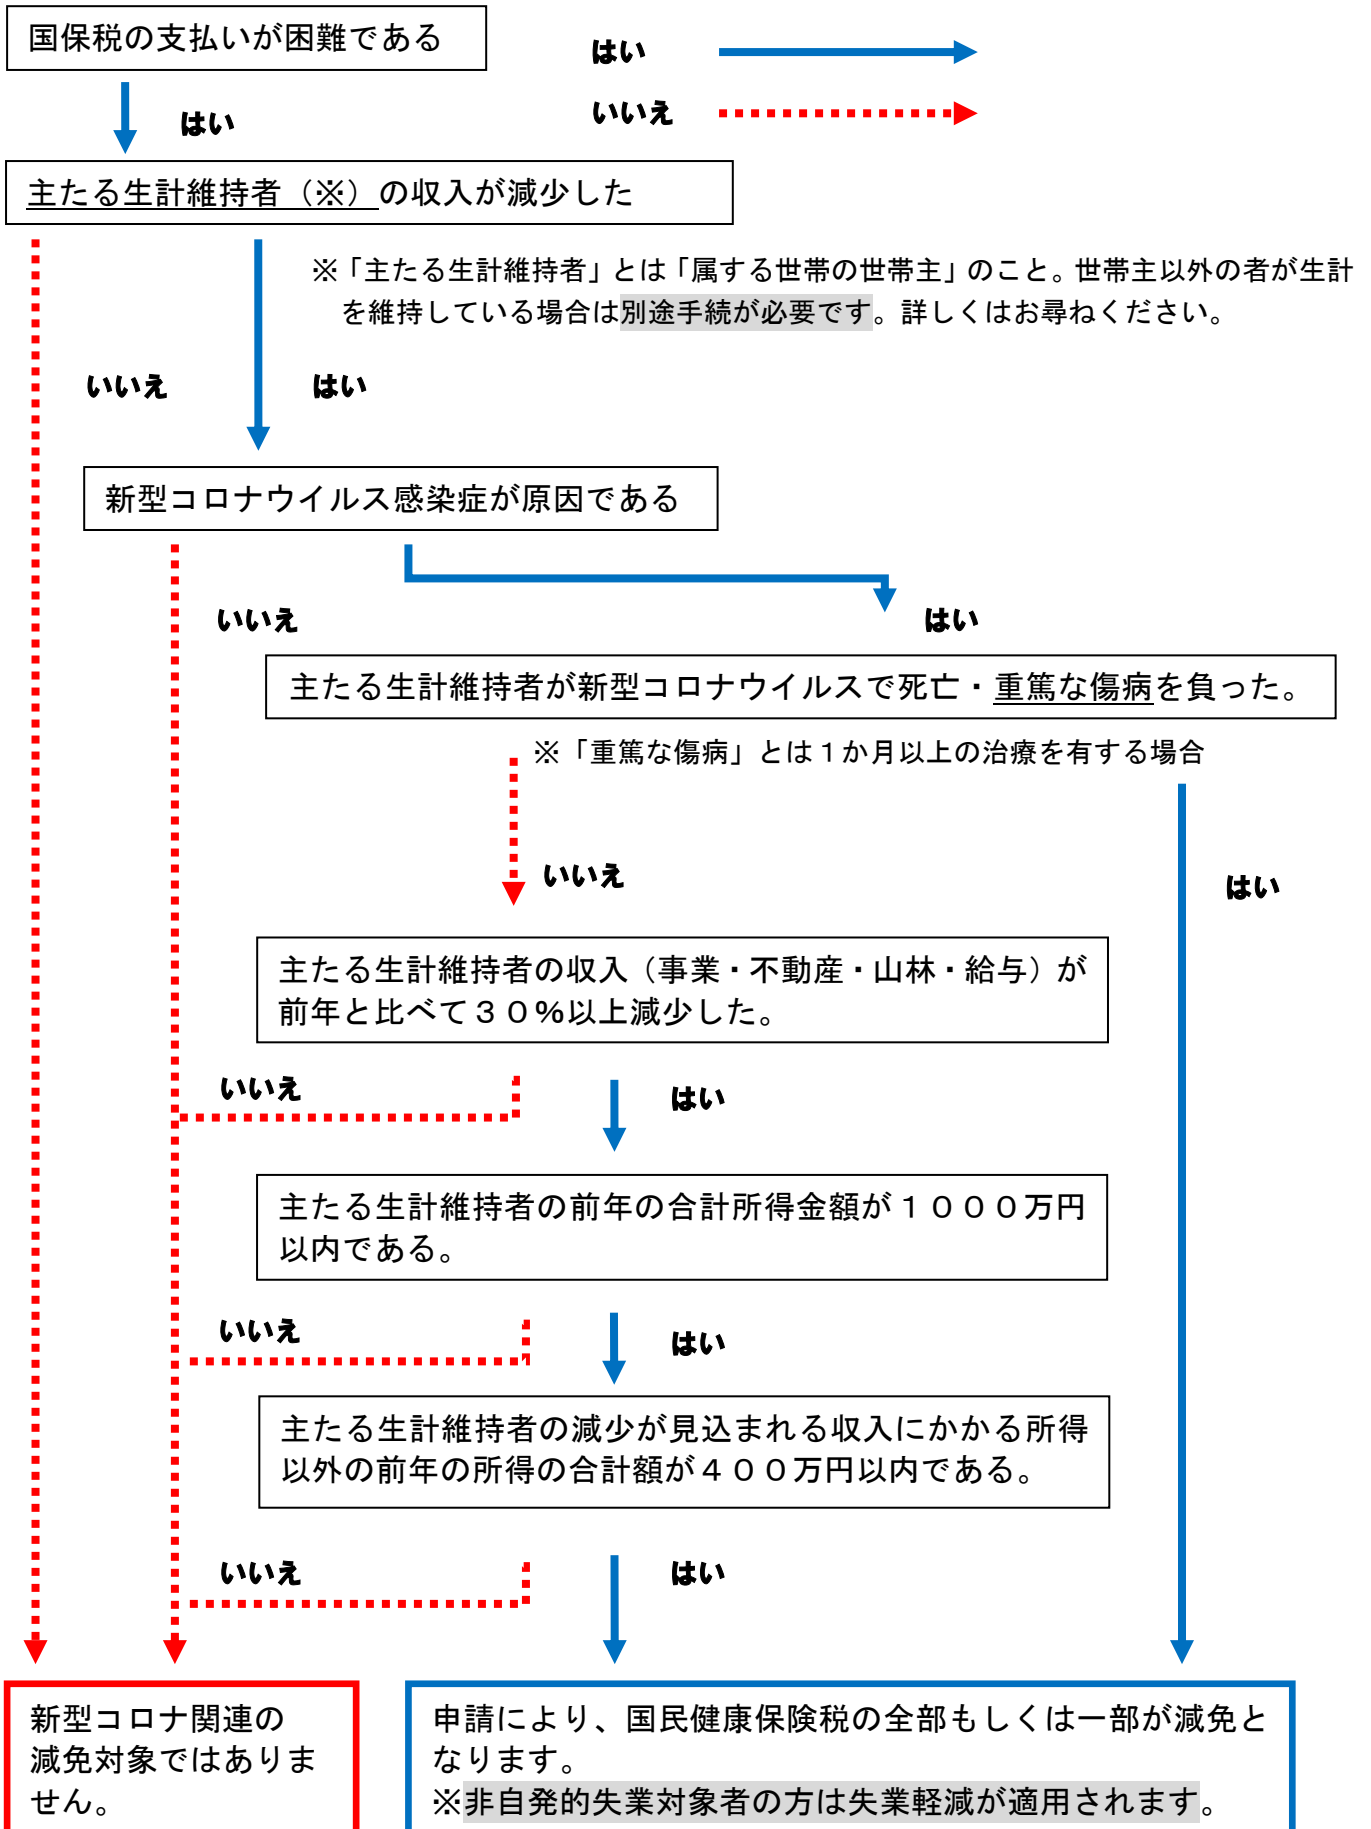 国保税の支払いが困難である
はい
いいえ
はい
主たる生計維持者（※）の収入が減少した
※「主たる生計維持者」とは「属する世帯の世帯主」のこと。世帯主以外の者が生計
を維持している場合は別途手続が必要です。詳しくはお尋ねください。
いいえ
はい
新型コロナウイルス感染症が原因である
いいえ
はい
主たる生計維持者が新型コロナウイルスで死亡・重篤な傷病を負った。
※「重篤な傷病」とは１か月以上の治療を有する場合
いいえ
はい
主たる生計維持者の収入（事業・不動産・山林・給与）が
前年と比べて３０％以上減少した。
いいえ
はい
主たる生計維持者の前年の合計所得金額が１０００万円
以内である。
いいえ
はい
主たる生計維持者の減少が見込まれる収入にかかる所得
以外の前年の所得の合計額が４００万円以内である。
いいえ
はい
新型コロナ関連の
減免対象ではありま
せん。
申請により、国民健康保険税の全部もしくは一部が減免と
なります。
※非自発的失業対象者の方は失業軽減が適用されます。